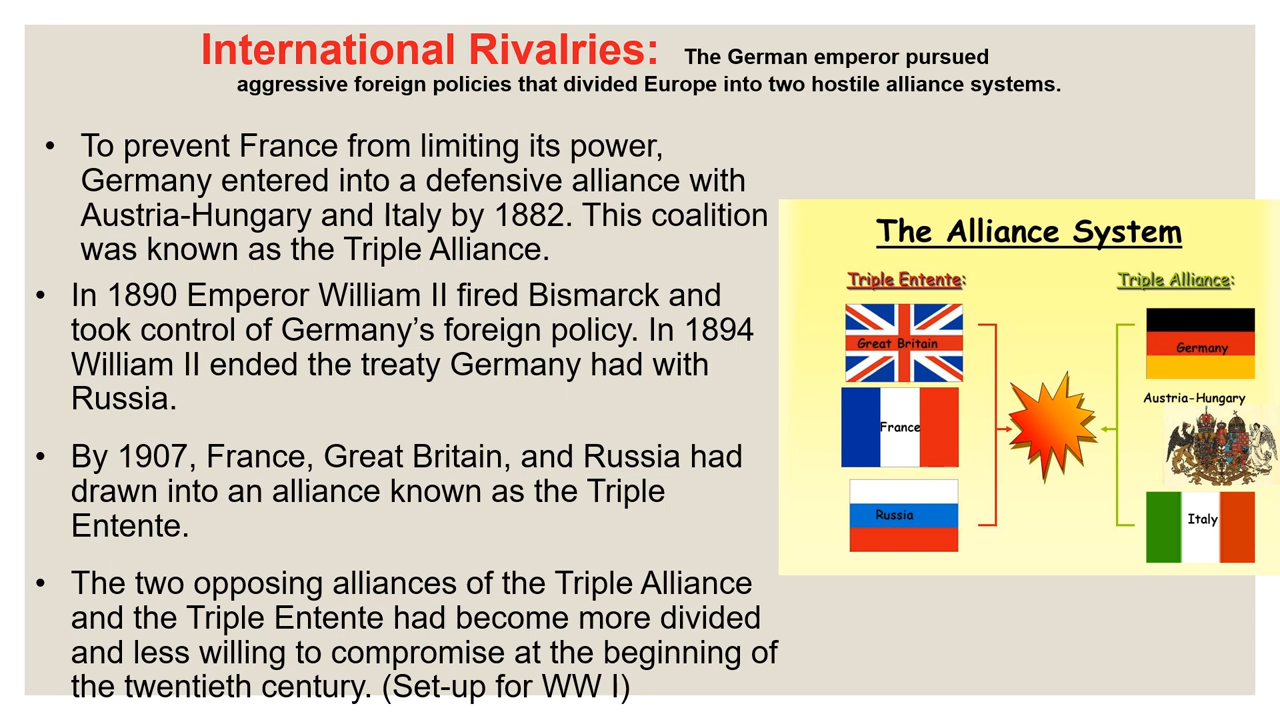 International Rivalries: The German emperor pursued
aggressive foreign policies that divided Europe into two hostile alliance systems.
• To prevent France from limiting its power,
Germany entered into a defensive alliance with
Austria-Hungary and Italy by 1882. This coalition
was known as the Triple Alliance.
• In 1890 Emperor William II fired Bismarck and
took control of Germany’s foreign policy. In 1894
William II ended the treaty Germany had with
Russia.
• By 1907, France, Great Britain, and Russia had
drawn into an alliance known as the Triple
Entente.
• The two opposing alliances of the Triple Alliance
and the Triple Entente had become more divided
and less willing to compromise at the beginning of
the twentieth century. (Set-up for WW I)
The Alliance System
Triple Entente:
Great Britain
France
Russia
Triple Alliance:
Germany
Austria-Hungary
Italy